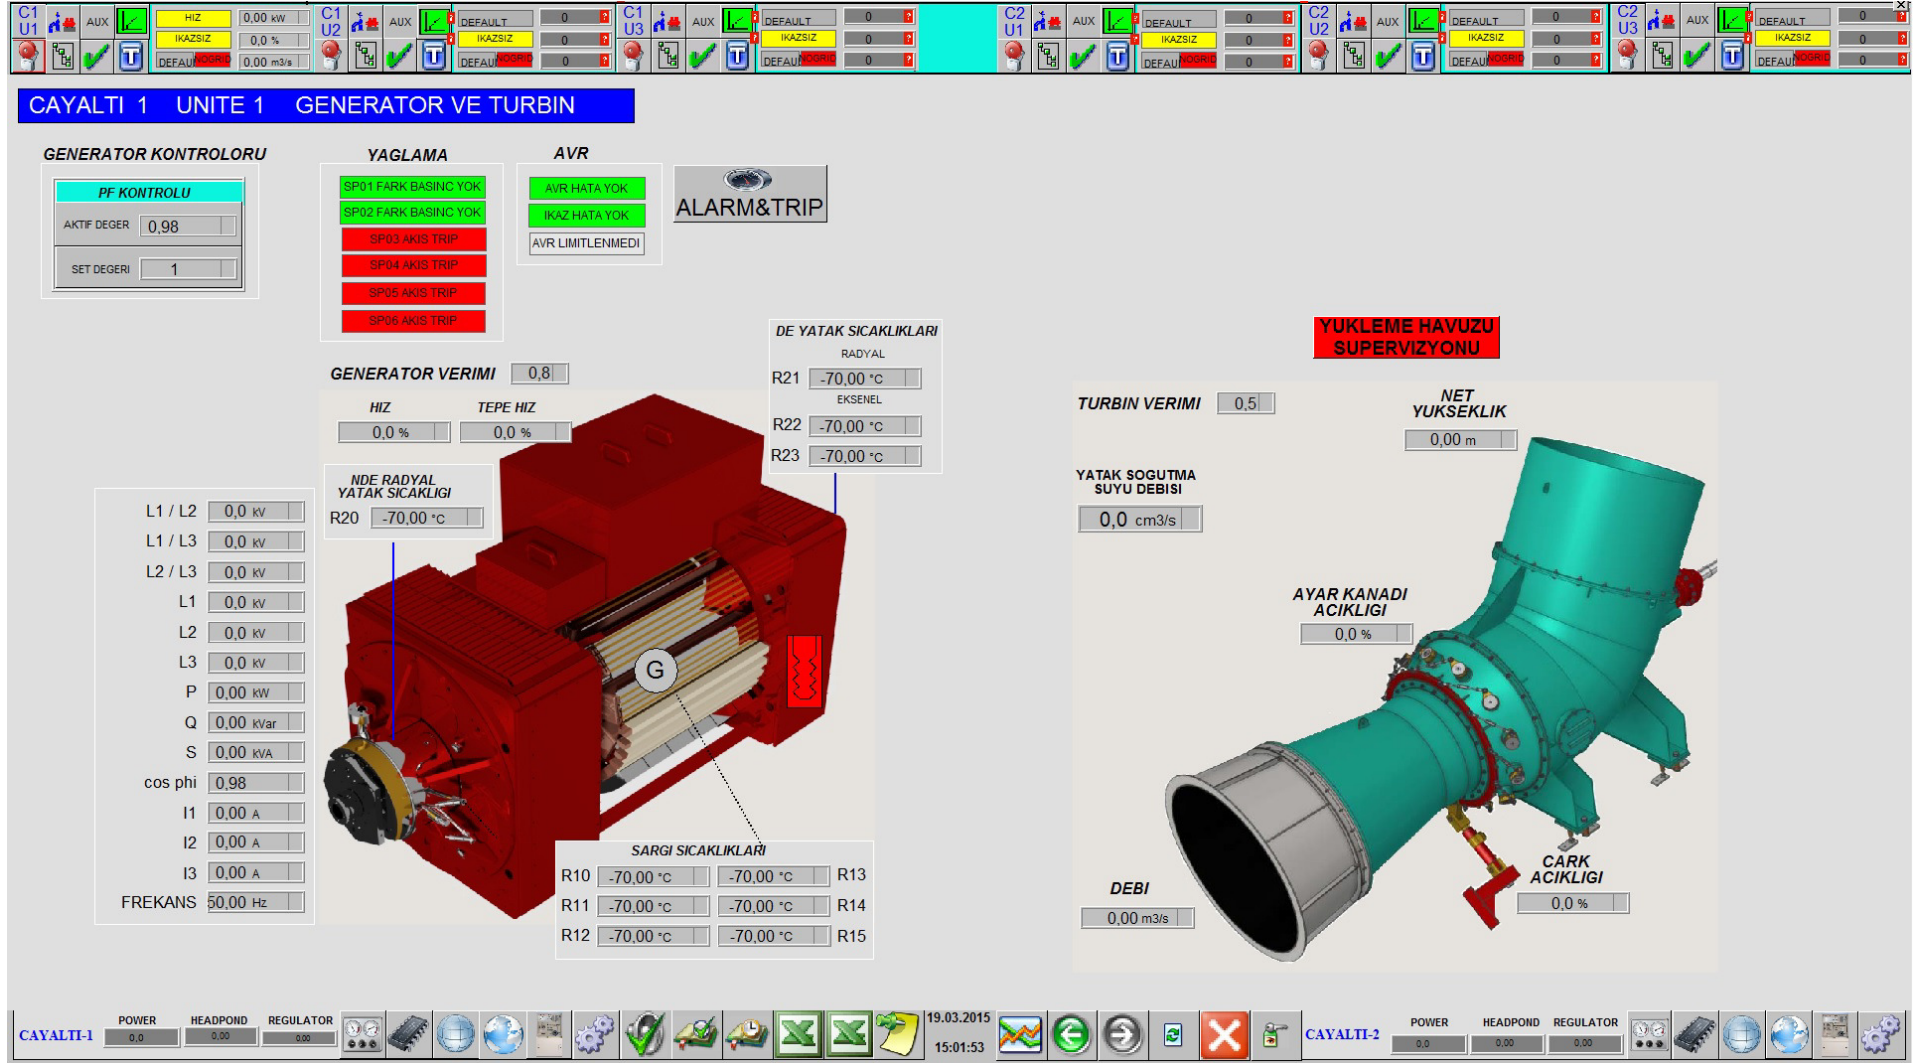 C1 U1 AUX HIZ 0,00 kW
IKAZSIZ 0,0 %
DEFAU NOGRID 0,00 m3/s
C1 U2 AUX DEFAULT 0 ?
IKAZSIZ 0 ?
DEFAU NOGRID 0 ?
C1 U3 AUX DEFAULT 0 ?
IKAZSIZ 0 ?
DEFAU NOGRID 0 ?
C2 U1 AUX DEFAULT 0 ?
IKAZSIZ 0 ?
DEFAU NOGRID 0 ?
C2 U2 AUX DEFAULT 0 ?
IKAZSIZ 0 ?
DEFAU NOGRID 0 ?
C2 U3 AUX DEFAULT 0 ?
IKAZSIZ 0 ?
DEFAU NOGRID 0 ?
CAYALTI 1 UNITE 1 GENERATOR VE TURBIN
GENERATOR KONTROLORU
PF KONTROLU
AKTIF DEGER 0,98
SET DEGERI 1
YAGLAMA
SP01 FARK BASINC YOK
SP02 FARK BASINC YOK
SP03 AKIS TRIP
SP04 AKIS TRIP
SP05 AKIS TRIP
SP06 AKIS TRIP
AVR
AVR HATA YOK
IKAZ HATA YOK
AVR LIMITLENMEDI
ALARM&TRIP
GENERATOR VERIMI 0,8
HIZ
0,0 %
TEPE HIZ
0,0 %
NDE RADYAL
YATAK SICAKLIGI
R20 -70,00 °C
DE YATAK SICAKLIKLARI
RADYAL
R21 -70,00 °C
EKSENEL
R22 -70,00 °C
R23 -70,00 °C
L1 / L2 0,0 kV
L1 / L3 0,0 kV
L2 / L3 0,0 kV
L1 0,0 kV
L2 0,0 kV
L3 0,0 kV
P 0,00 kW
Q 0,00 kVar
S 0,00 kVA
cos phi 0,98
I1 0,00 A
I2 0,00 A
I3 0,00 A
FREKANS 50,00 Hz
G
SARGI SICAKLIKLARI
R10 -70,00 °C -70,00 °C R13
R11 -70,00 °C -70,00 °C R14
R12 -70,00 °C -70,00 °C R15
YUKLEME HAVUZU
SUPERVIZYONU
TURBIN VERIMI 0,5
NET
YUKSEKLIK
0,00 m
YATAK SOGUTMA
SUYU DEBISI
0,0 cm3/s
AYAR KANADI
ACIKLIGI
0,0 %
DEBI
0,00 m3/s
CARK
ACIKLIGI
0,0 %
CAYALTI-1
POWER
0,0
HEADPOND
0,00
REGULATOR
0,00
19.03.2015
15:01:53
CAYALTI-2
POWER
0,0
HEADPOND
0,00
REGULATOR
0,00